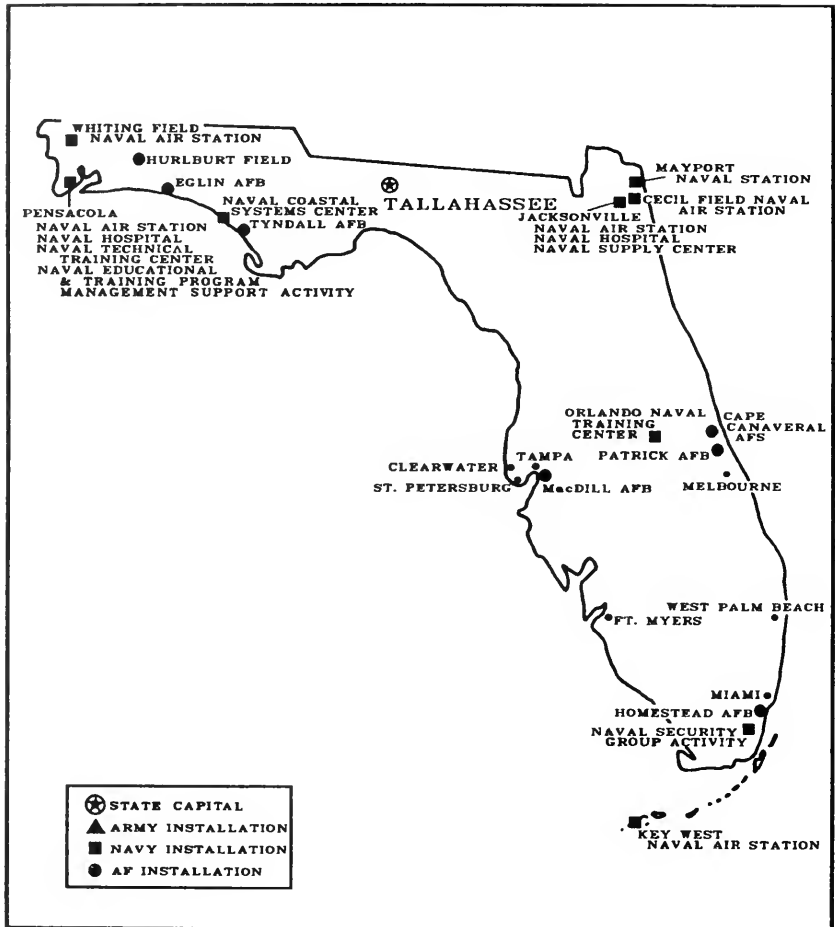 WHITING FIELD
NAVAL AIR STATION
HURLBURT FIELD
EGLIN AFB
PENSACOLA
NAVAL AIR STATION
NAVAL HOSPITAL
NAVAL TECHNICAL
TRAINING CENTER
NAVAL EDUCATIONAL
& TRAINING PROGRAM
MANAGEMENT SUPPORT ACTIVITY
NAVAL COASTAL
SYSTEMS CENTER
TYNDALL AFB
TALLAHASSEE
MAYPORT
NAVAL STATION
CECIL FIELD NAVAL
AIR STATION
JACKSONVILLE
NAVAL AIR STATION
NAVAL HOSPITAL
NAVAL SUPPLY CENTER
ORLANDO NAVAL
TRAINING
CENTER
CAPE
CANAVERAL
AFS
PATRICK AFB
MELBOURNE
CLEARWATER
TAMPA
ST. PETERSBURG
MacDILL AFB
WEST PALM BEACH
FT. MYERS
MIAMI
HOMESTEAD AFB
NAVAL SECURITY
GROUP ACTIVITY
KEY WEST
NAVAL AIR STATION
STATE CAPITAL
ARMY INSTALLATION
NAVY INSTALLATION
AF INSTALLATION